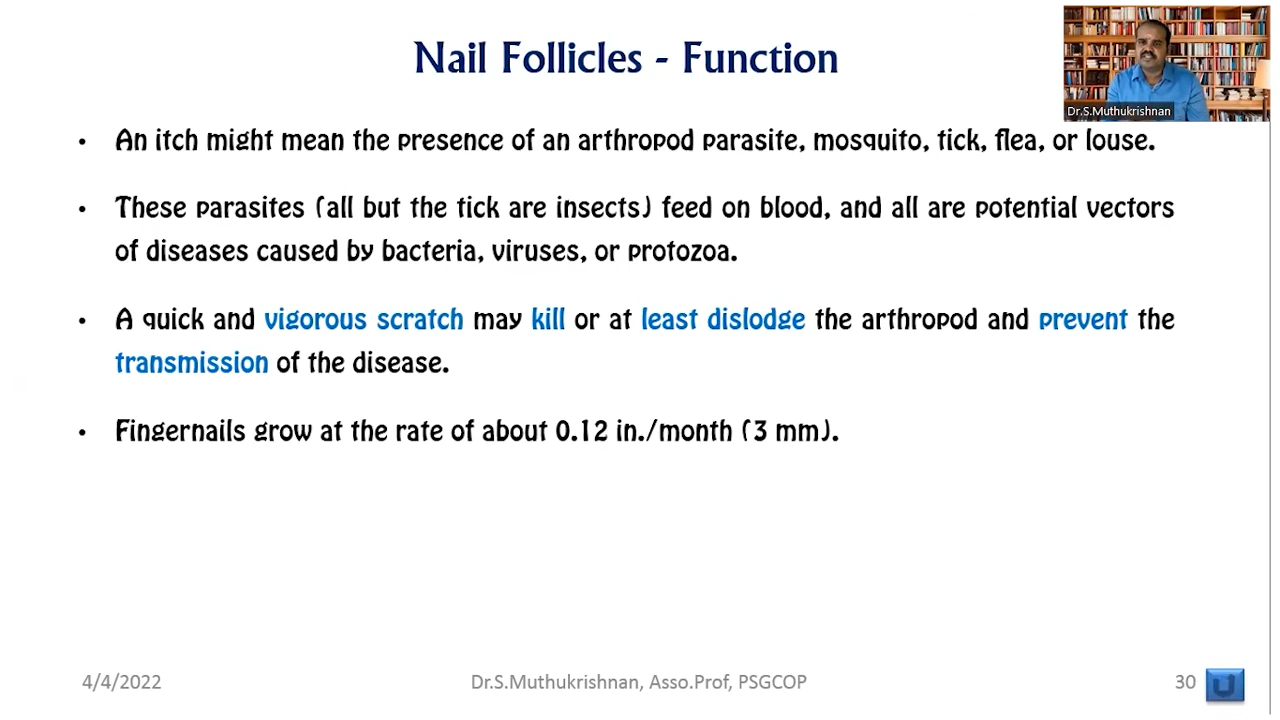 Nail Follicles - Function
Dr.S.Muthukrishnan
• An itch might mean the presence of an arthropod parasite, mosquito, tick, flea, or louse.
• These parasites (all but the tick are insects) feed on blood, and all are potential vectors
of diseases caused by bacteria, viruses, or protozoa.
• A quick and vigorous scratch may kill or at least dislodge the arthropod and prevent the
transmission of the disease.
• Fingernails grow at the rate of about 0.12 in./month (3 mm).
4/4/2022 Dr.S.Muthukrishnan, Asso.Prof, PSGCOP 30